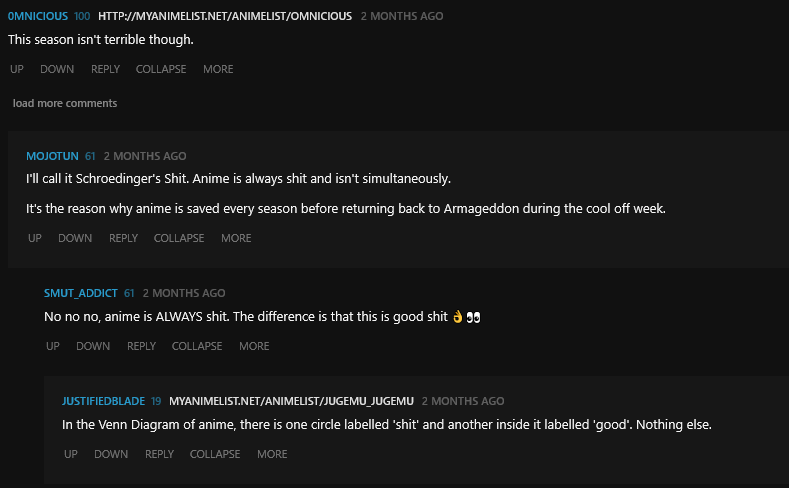 0MNICIOUS 100 HTTP://MYANIMELIST.NET/ANIMELIST/OMNICIOUS 2 MONTHS AGO
This season isn't terrible though.
UP DOWN REPLY COLLAPSE MORE
load more comments
MOJOTUN 61 2 MONTHS AGO
I'll call it Schroedinger's Shit. Anime is always shit and isn't simultaneously.
It's the reason why anime is saved every season before returning back to Armageddon during the cool off week.
UP DOWN REPLY COLLAPSE MORE
SMUT_ADDICT 61 2 MONTHS AGO
No no no, anime is ALWAYS shit. The difference is that this is good shit 👌👀
UP DOWN REPLY COLLAPSE MORE
JUSTIFIEDBLADE 19 MYANIMELIST.NET/ANIMELIST/JUGEMU_JUGEMU 2 MONTHS AGO
In the Venn Diagram of anime, there is one circle labelled 'shit' and another inside it labelled 'good'. Nothing else.
UP DOWN REPLY COLLAPSE MORE